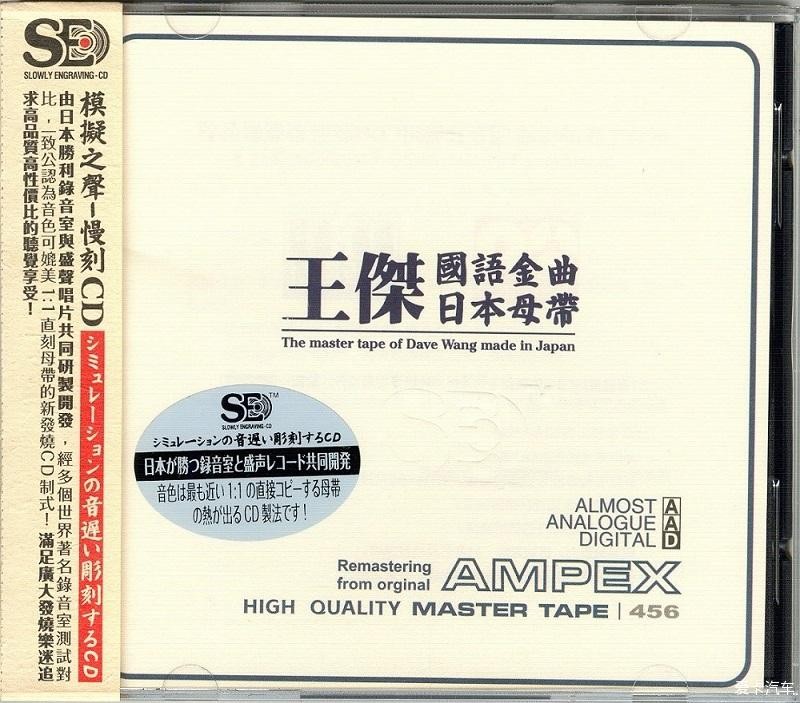 SE
SLOWLY ENGRAVING-CD
模擬之聲-慢刻CD シミュレーションの音遅い彫刻するCD
由日本勝利錄音室與盛聲唱片共同研製開發，經多個世界著名錄音室測試對
比，一致公認為音色可媲美1:1直刻母帶的新發燒CD制式！滿足廣大發燒樂迷追
求高品質高性價比的聽覺享受！
王傑 國語金曲
日本母帶
The master tape of Dave Wang made in Japan
SE™
SLOWLY ENGRAVING-CD
シミュレーションの音遅い彫刻するCD
日本が勝つ録音室と盛声レコード共同開発
音色は最も近い1:1の直接コピーする母帯
の熱が出るCD製法です！
ALMOST A
ANALOGUE A
DIGITAL D
Remastering
from orginal AMPEX
HIGH QUALITY MASTER TAPE | 456
爱卡汽车